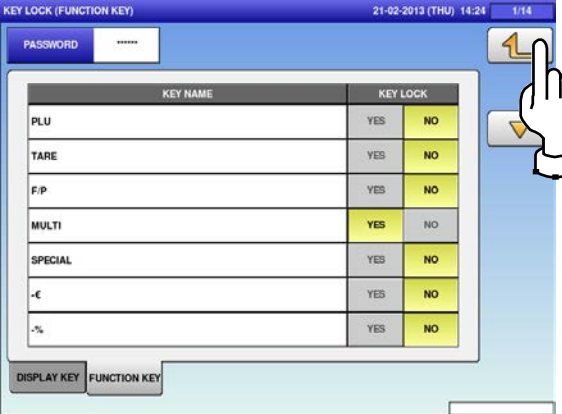 KEY LOCK (FUNCTION KEY) 21-02-2013 (THU) 14:24 1/14
PASSWORD ******
KEY NAME KEY LOCK
PLU YES NO
TARE YES NO
F/P YES NO
MULTI YES NO
SPECIAL YES NO
-€ YES NO
-% YES NO
DISPLAY KEY FUNCTION KEY